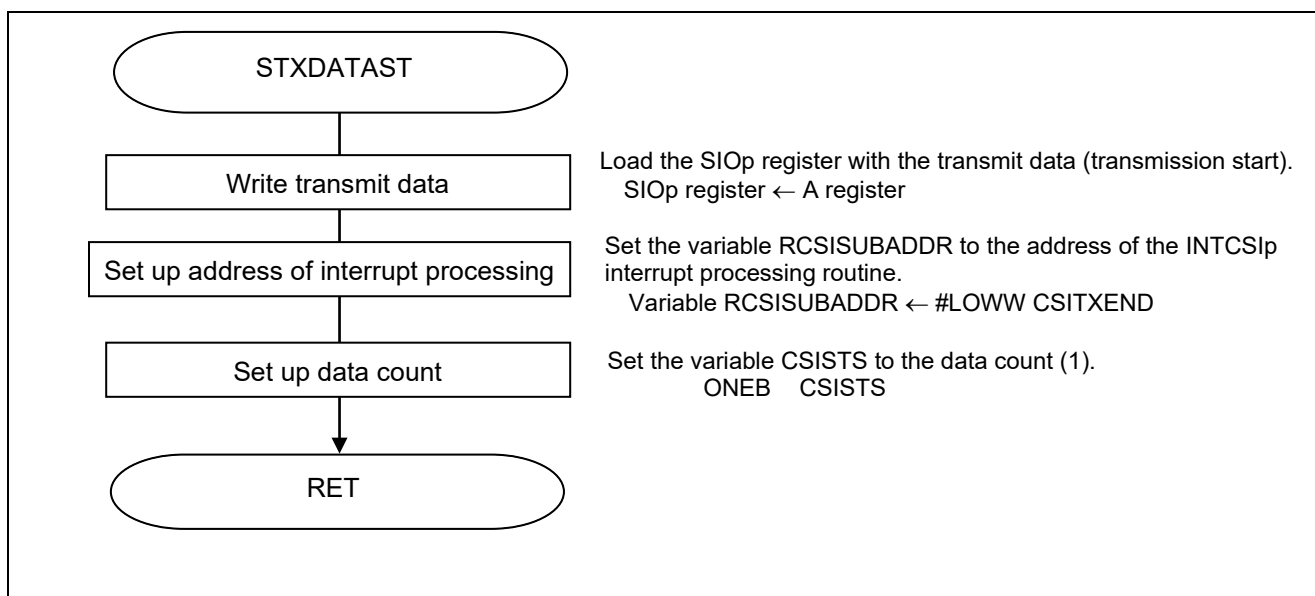 STXDATAST
Write transmit data
Load the SIOp register with the transmit data (transmission start).
SIOp register ← A register
Set up address of interrupt processing
Set the variable RCSISUBADDR to the address of the INTCSIp
interrupt processing routine.
Variable RCSISUBADDR ← #LOWW CSITXEND
Set up data count
Set the variable CSISTS to the data count (1).
ONEB CSISTS
RET